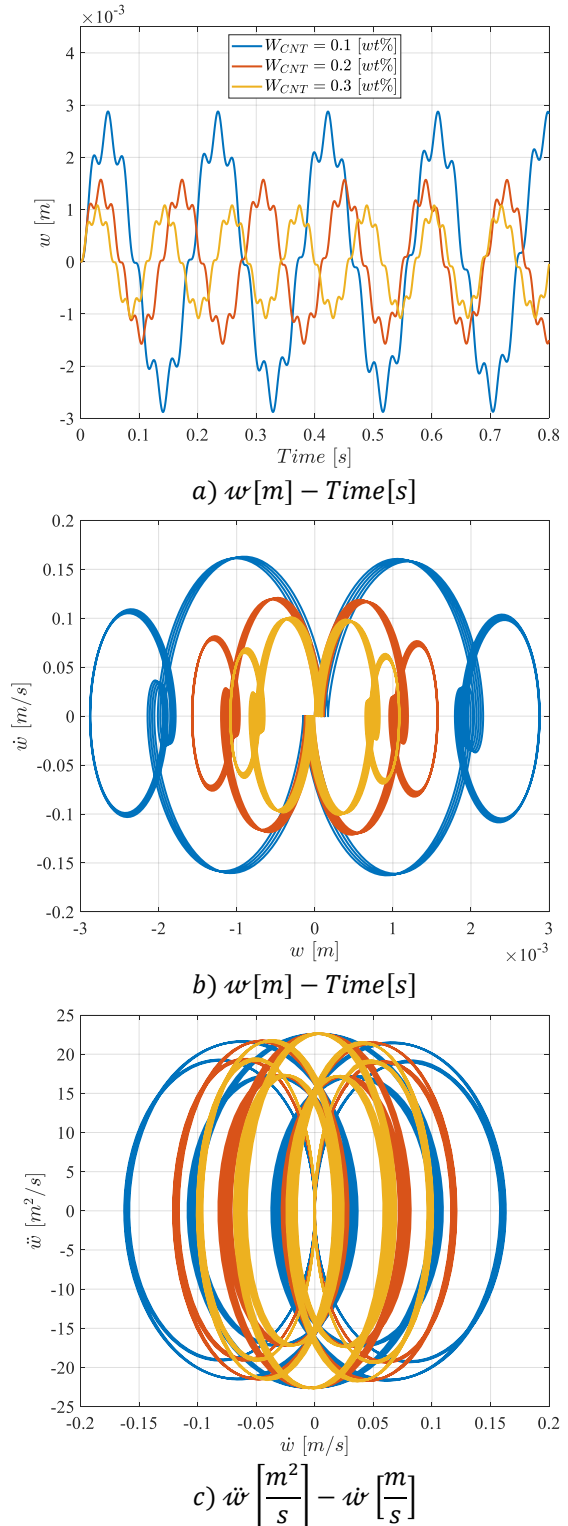 ×10⁻³
W_CNT = 0.1 [wt%]
W_CNT = 0.2 [wt%]
W_CNT = 0.3 [wt%]
4
3
2
1
0
-1
-2
-3
w [m]
0 0.1 0.2 0.3 0.4 0.5 0.6 0.7 0.8
Time [s]
a) w[m] − Time[s]
0.2
0.15
0.1
0.05
0
-0.05
-0.1
-0.15
-0.2
ẇ [m/s]
-3 -2 -1 0 1 2 3
w [m]
×10⁻³
b) w[m] − Time[s]
25
20
15
10
5
0
-5
-10
-15
-20
-25
ẅ [m²/s]
-0.2 -0.15 -0.1 -0.05 0 0.05 0.1 0.15 0.2
ẇ [m/s]
c) ẅ [m²/s] − ẇ [m/s]